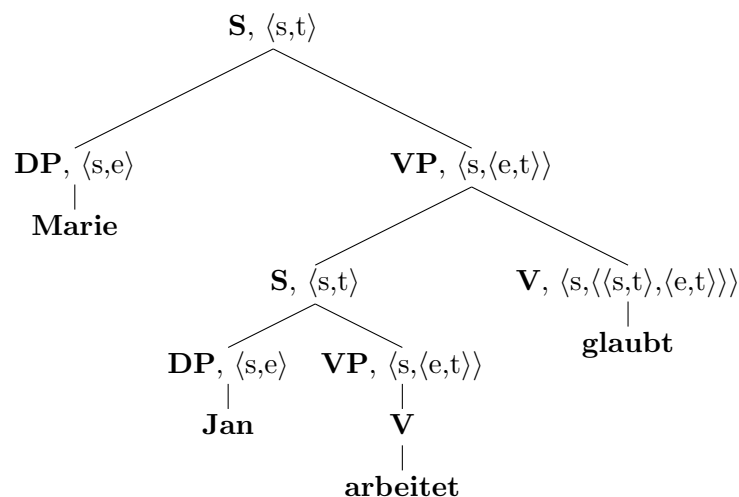 S, ⟨s,t⟩
DP, ⟨s,e⟩ VP, ⟨s,⟨e,t⟩⟩
Marie
S, ⟨s,t⟩ V, ⟨s,⟨⟨s,t⟩,⟨e,t⟩⟩⟩
glaubt
DP, ⟨s,e⟩ VP, ⟨s,⟨e,t⟩⟩
Jan V
arbeitet